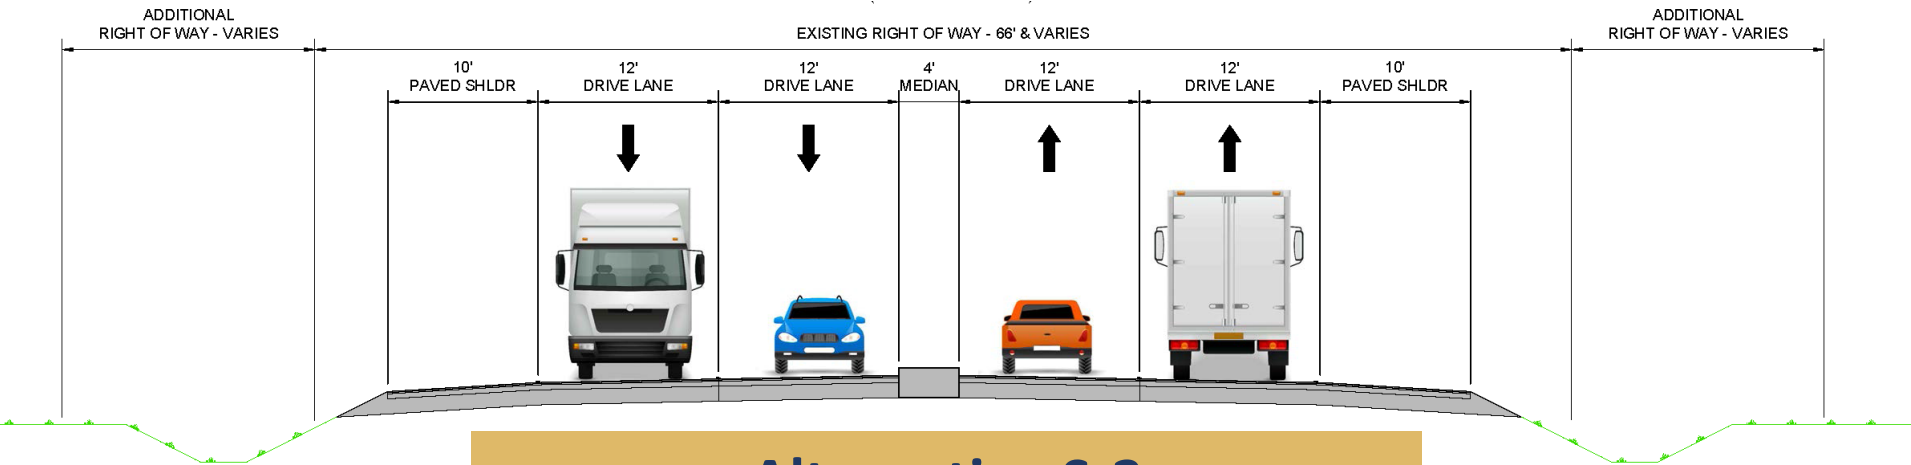 ADDITIONAL
RIGHT OF WAY - VARIES
EXISTING RIGHT OF WAY - 66' & VARIES
ADDITIONAL
RIGHT OF WAY - VARIES
10'
PAVED SHLDR
12'
DRIVE LANE
12'
DRIVE LANE
4'
MEDIAN
12'
DRIVE LANE
12'
DRIVE LANE
10'
PAVED SHLDR